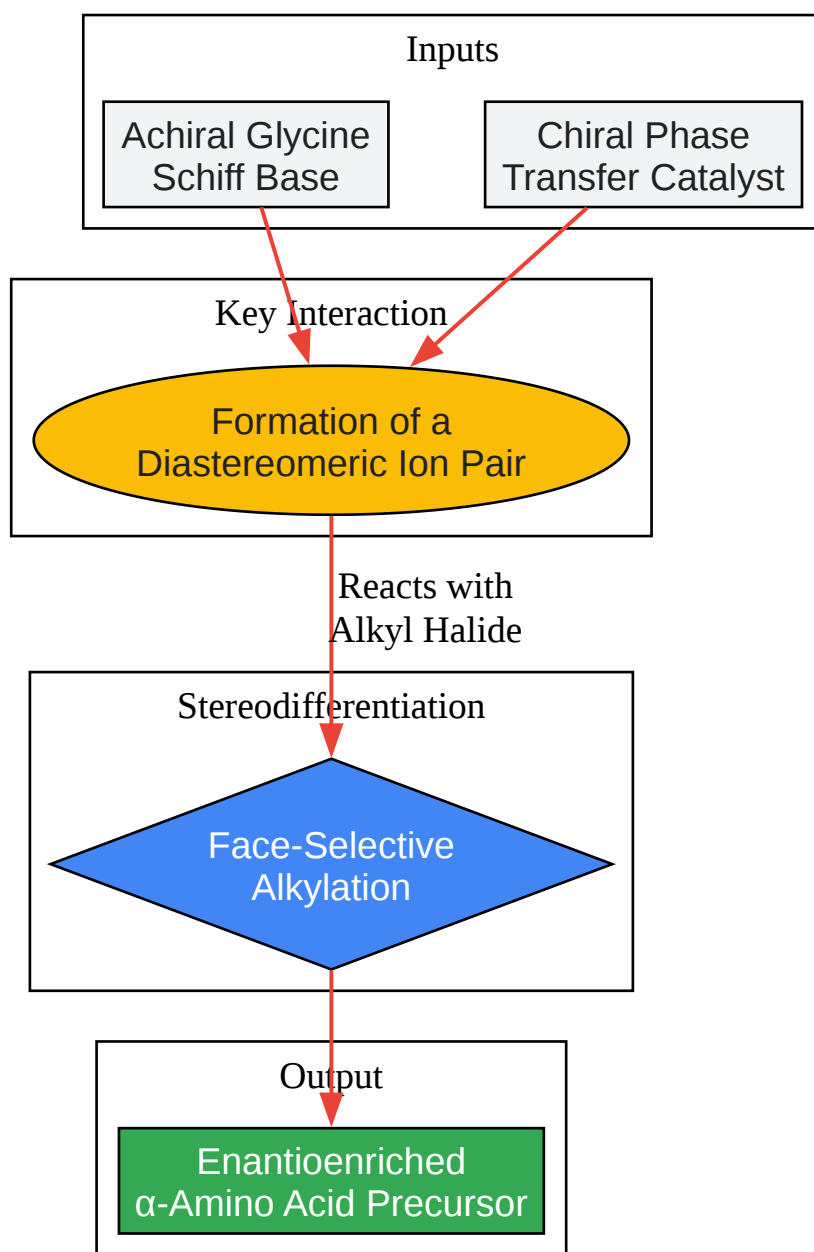 Inputs
Achiral Glycine
Schiff Base
Chiral Phase
Transfer Catalyst
Key Interaction
Formation of a
Diastereomeric Ion Pair
Reacts with
Alkyl Halide
Stereodifferentiation
Face-Selective
Alkylation
Output
Enantioenriched
α-Amino Acid Precursor